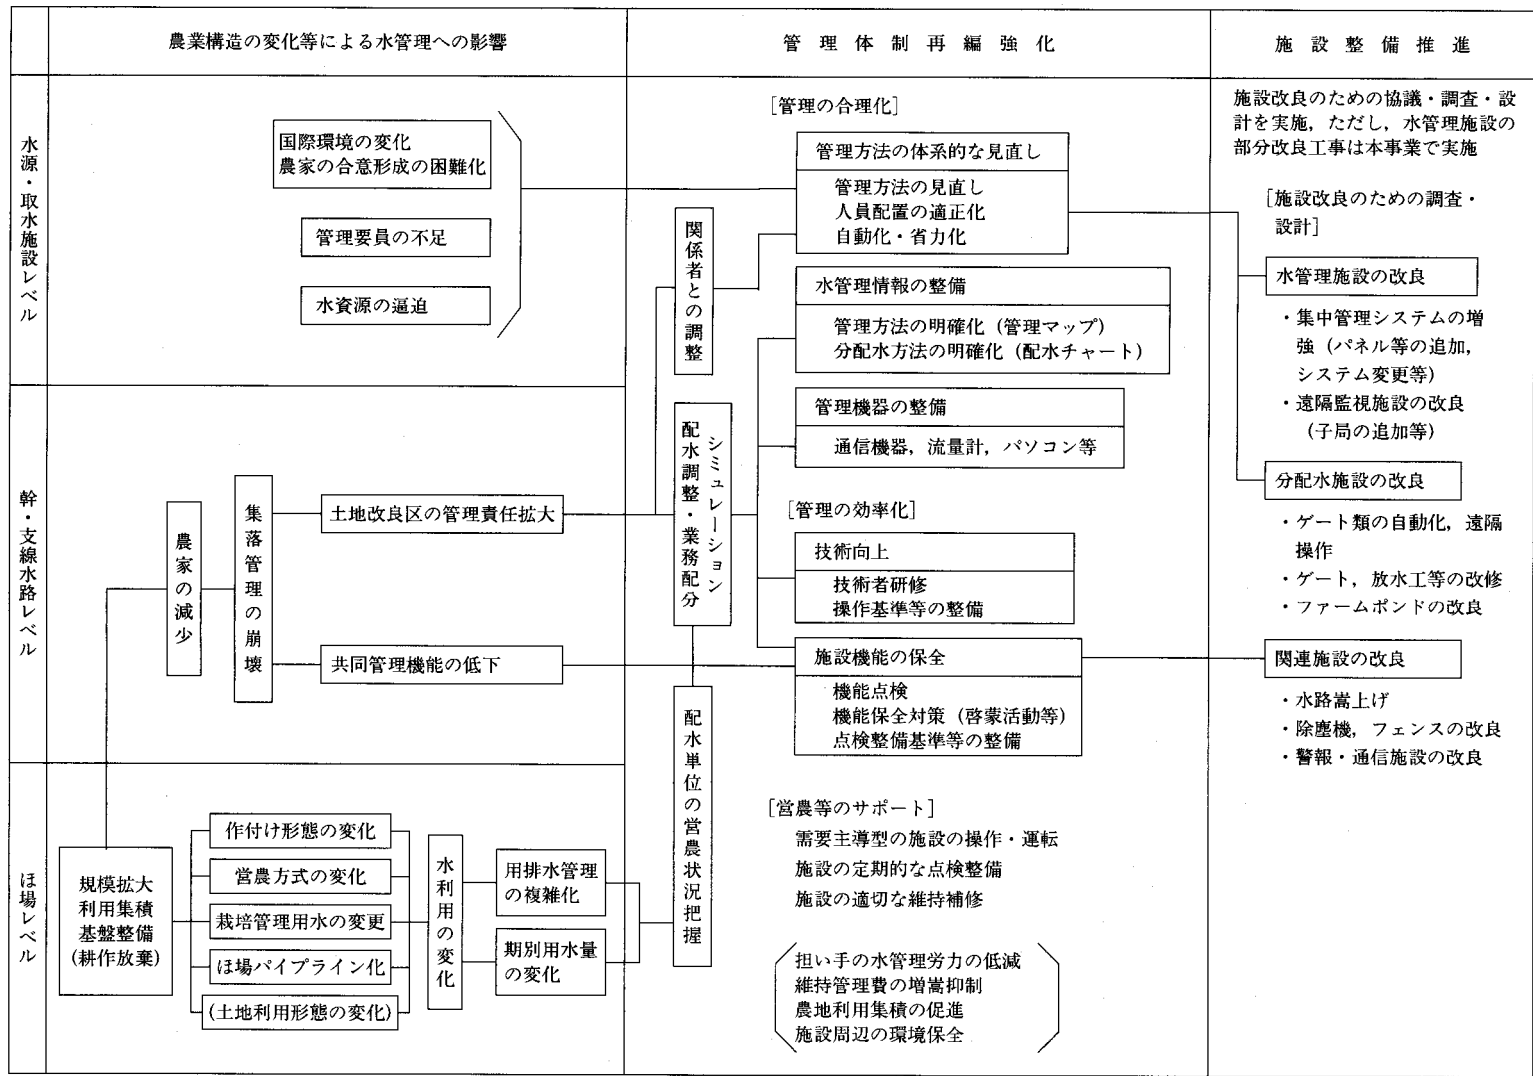 農業構造の変化等による水管理への影響
管理体制再編強化
施設整備推進
水源・取水施設レベル
国際環境の変化
農家の合意形成の困難化
管理要員の不足
水資源の逼迫
幹・支線水路レベル
農家の減少
集落管理の崩壊
土地改良区の管理責任拡大
共同管理機能の低下
ほ場レベル
規模拡大
利用集積
基盤整備
(耕作放棄)
作付け形態の変化
営農方式の変化
栽培管理用水の変更
ほ場パイプライン化
(土地利用形態の変化)
水利用の変化
用排水管理
の複雑化
期別用水量
の変化
関係者との調整
シミュレーション
配水調整・業務配分
配水単位の営農状況把握
[管理の合理化]
管理方法の体系的な見直し
管理方法の見直し
人員配置の適正化
自動化・省力化
水管理情報の整備
管理方法の明確化（管理マップ）
分配水方法の明確化（配水チャート）
管理機器の整備
通信機器，流量計，パソコン等
[管理の効率化]
技術向上
技術者研修
操作基準等の整備
施設機能の保全
機能点検
機能保全対策（啓蒙活動等）
点検整備基準等の整備
[営農等のサポート]
需要主導型の施設の操作・運転
施設の定期的な点検整備
施設の適切な維持補修
担い手の水管理労力の低減
維持管理費の増嵩抑制
農地利用集積の促進
施設周辺の環境保全
施設改良のための協議・調査・設
計を実施，ただし，水管理施設の
部分改良工事は本事業で実施
[施設改良のための調査・
設計]
水管理施設の改良
・集中管理システムの増
強（パネル等の追加，
システム変更等）
・遠隔監視施設の改良
（子局の追加等）
分配水施設の改良
・ゲート類の自動化，遠隔
操作
・ゲート，放水工等の改修
・ファームポンドの改良
関連施設の改良
・水路嵩上げ
・除塵機，フェンスの改良
・警報・通信施設の改良